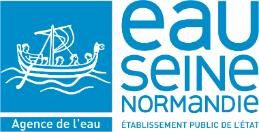 eau
SEINE
NORMANDIE
Agence de l'eau
ÉTABLISSEMENT PUBLIC DE L'ÉTAT